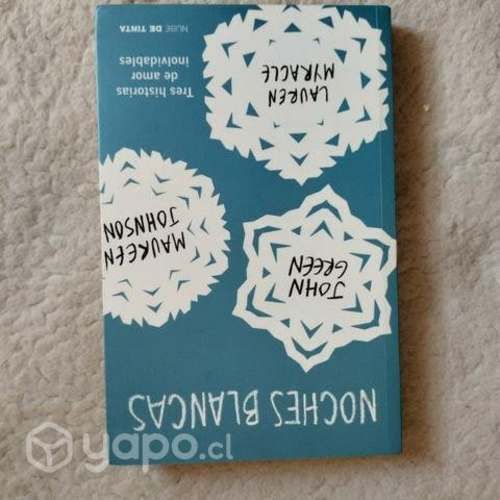 NOCHES BLANCAS
JOHN
GREEN
MAUREEN
JOHNSON
LAUREN
MYRACLE
Tres historias
de amor
inolvidables
NUBE DE TINTA
yapo.cl